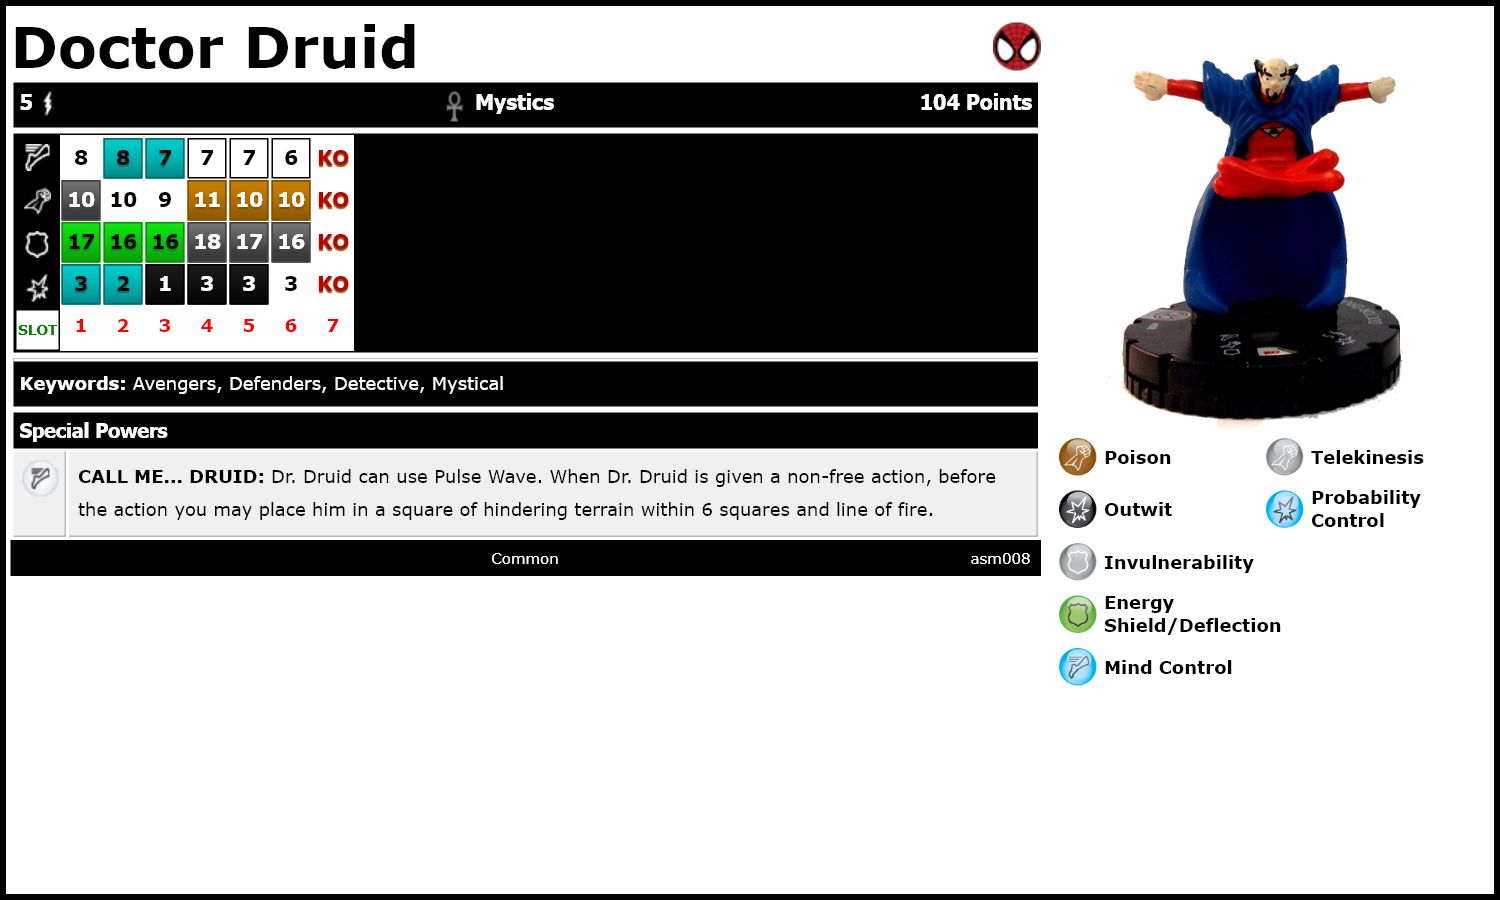 Doctor Druid
5 Mystics 104 Points
8 8 7 7 7 6 KO
10 10 9 11 10 10 KO
17 16 16 18 17 16 KO
3 2 1 3 3 3 KO
SLOT 1 2 3 4 5 6 7
Keywords: Avengers, Defenders, Detective, Mystical
Special Powers
CALL ME... DRUID: Dr. Druid can use Pulse Wave. When Dr. Druid is given a non-free action, before
the action you may place him in a square of hindering terrain within 6 squares and line of fire.
Common asm008
KO
Poison Telekinesis
Outwit Probability
Control
Invulnerability
Energy
Shield/Deflection
Mind Control